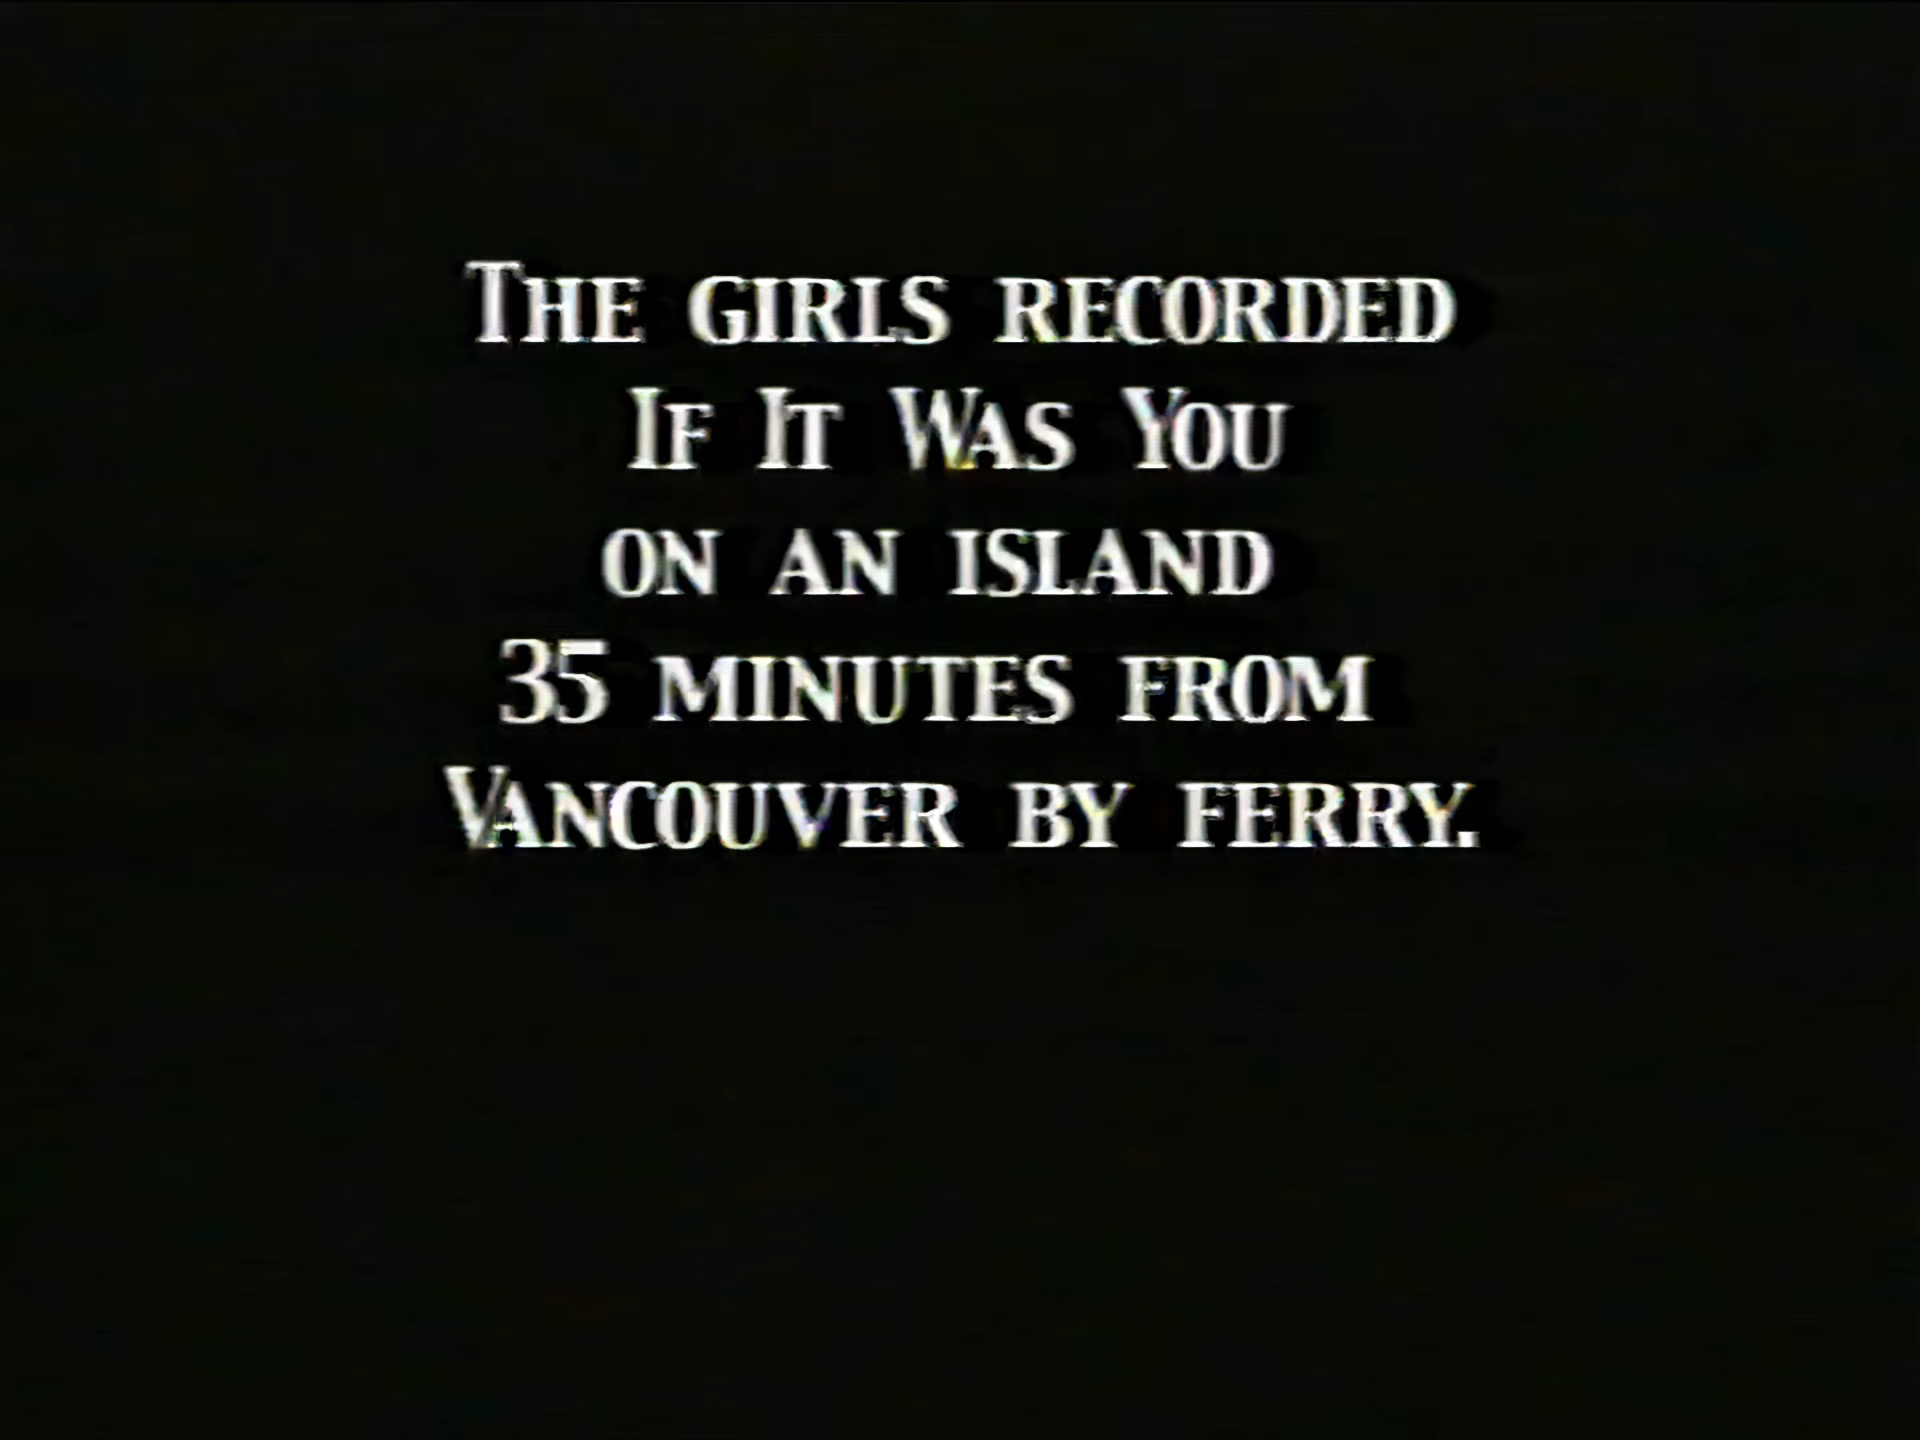 The girls recorded
If It Was You
on an island
35 minutes from
Vancouver by ferry.